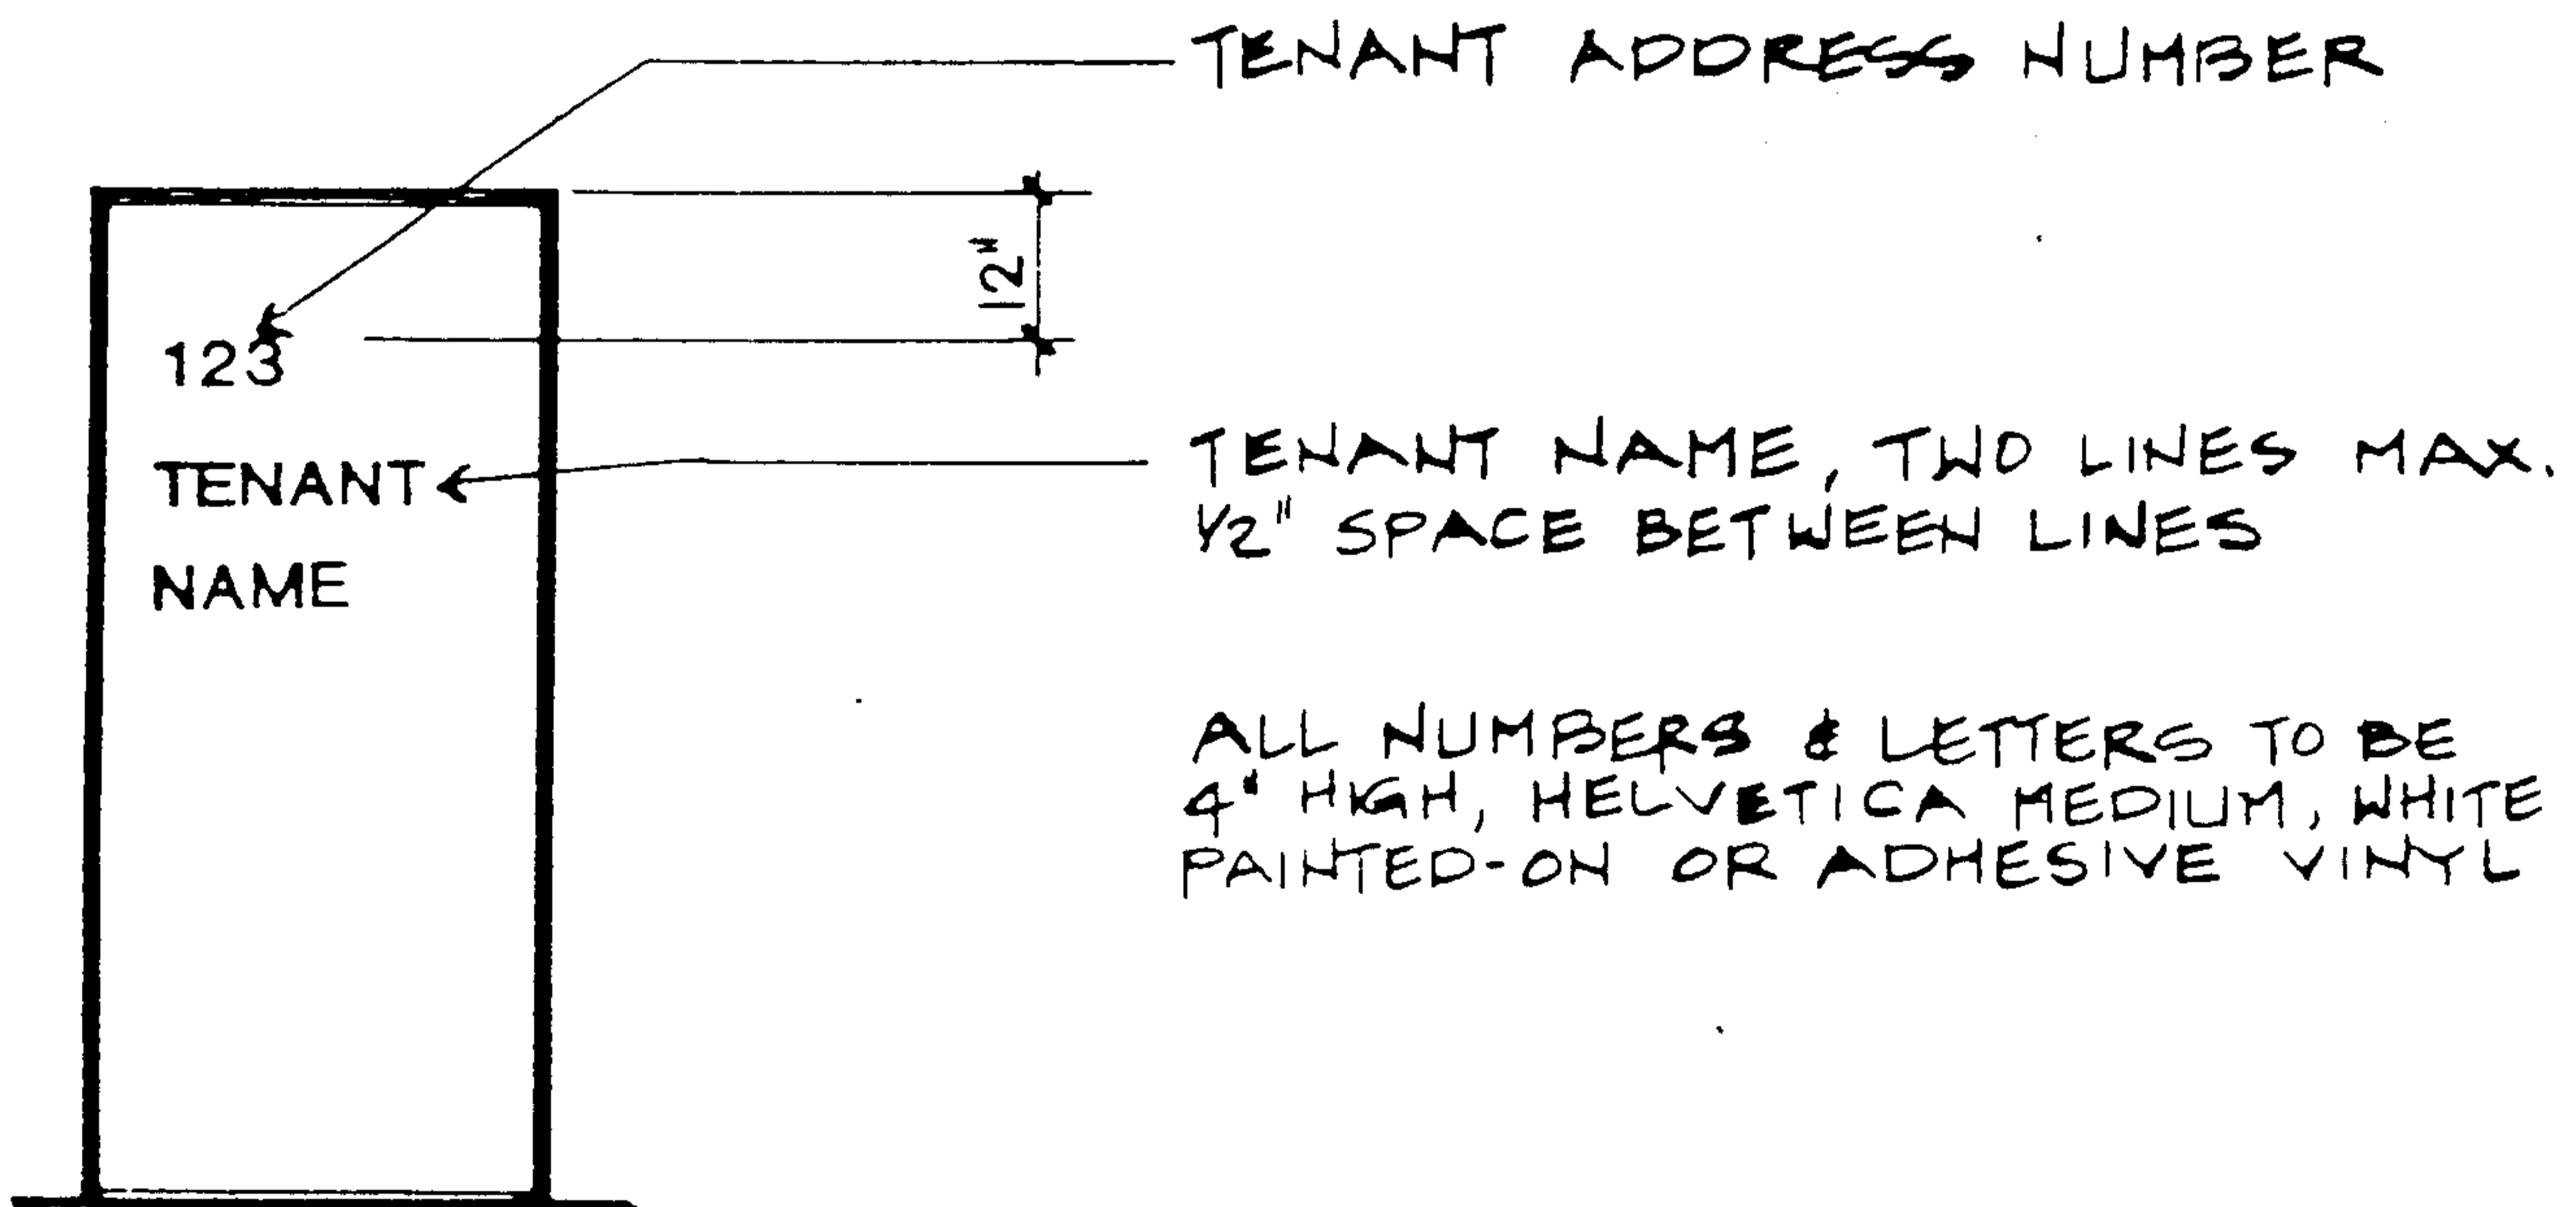 TENANT ADDRESS NUMBER
12"
123
TENANT
NAME
TENANT NAME, TWO LINES MAX.
1/2" SPACE BETWEEN LINES
ALL NUMBERS & LETTERS TO BE
4" HIGH, HELVETICA MEDIUM, WHITE
PAINTED-ON OR ADHESIVE VINYL